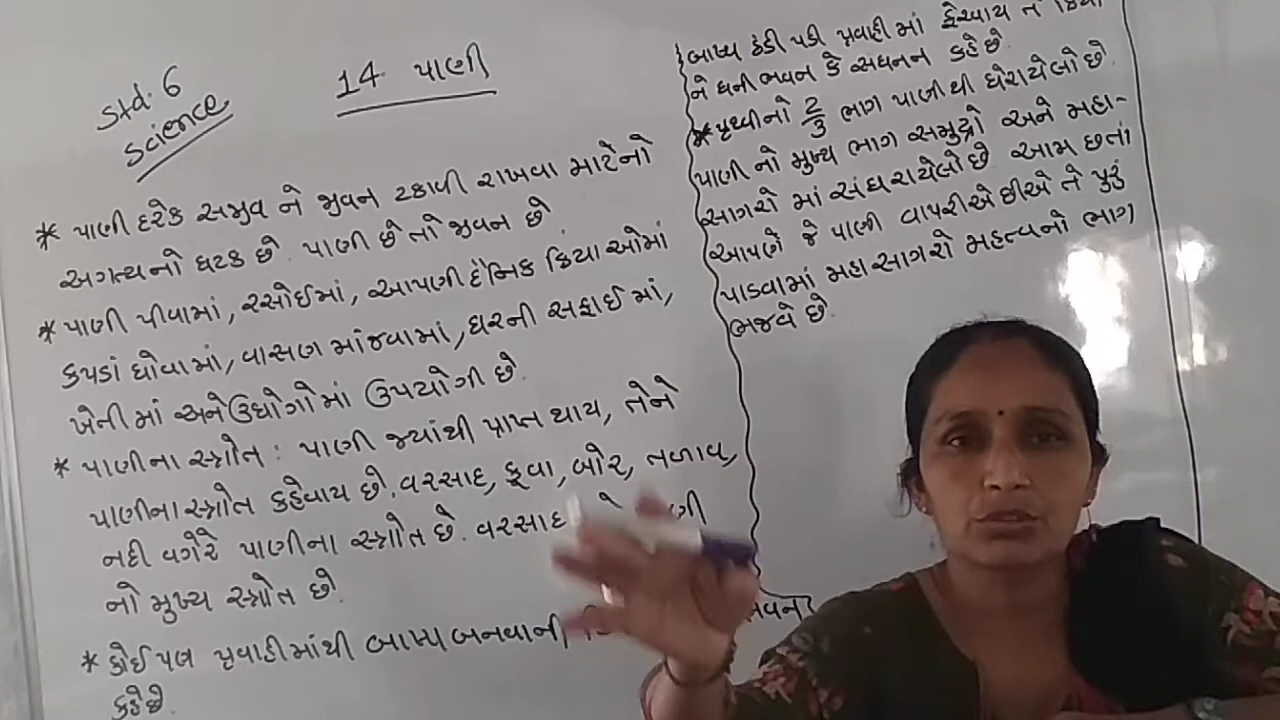 Std. 6
Science
14. પાણી
* પાણી દરેક સજીવ ને જીવન ટકાવી રાખવા માટેનો
અગત્યનો ઘટક છે. પાણી છે તો જીવન છે
* પાણી પીવામાં, રસોઈમાં, આપણી દૈનિક ક્રિયાઓમાં
કપડાં ધોવામાં, વાસણ માંજવામાં, ઘરની સફાઈ માં,
ખેતી માં અને ઉદ્યોગોમાં ઉપયોગી છે.
* પાણીના સ્ત્રોત : પાણી જ્યાંથી પ્રાપ્ત થાય, તેને
પાણીના સ્ત્રોત કહેવાય છે. વરસાદ, કૂવા, બોર, તળાવ,
નદી વગેરે પાણીના સ્ત્રોત છે. વરસાદ
નો મુખ્ય સ્ત્રોત છે.
* કોઈ પણ પ્રવાહીમાંથી બાષ્પ બનવાની
કહે છે.
બાષ્પ ઠંડી પડી પ્રવાહી માં ફેરવાય તે
ને ઘની ભવન કે સઘનન કહે છે.
* પૃથ્વીનો 2/3 ભાગ પાણી થી ઘેરાયેલો છે.
પાણી નો મુખ્ય ભાગ સમુદ્રો અને મહા-
સાગરો માં સંઘરાયેલો છે. આમ છતાં
આપણે જે પાણી વાપરીએ છીએ તે પુરું
પાડવામાં મહાસાગરો મહત્વનો ભાગ
ભજવે છે.